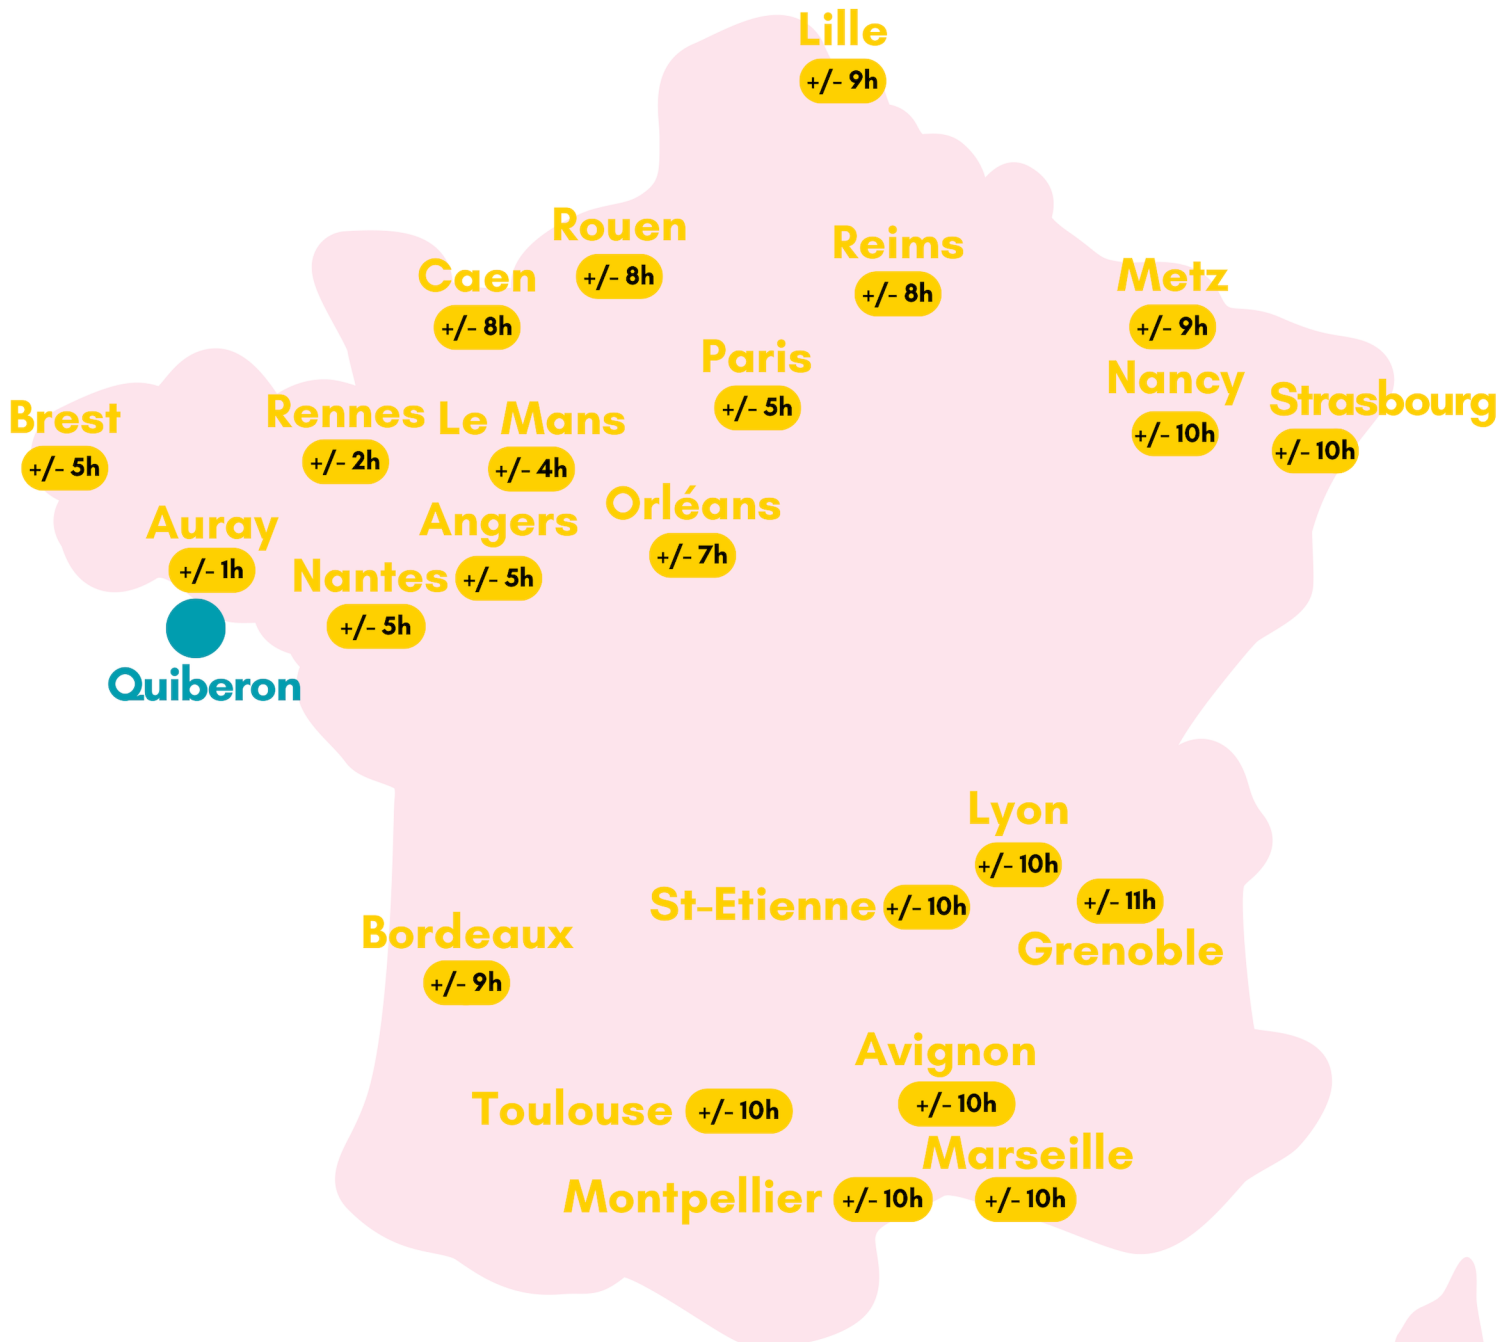 Lille
+/- 9h
Rouen
+/- 8h
Reims
+/- 8h
Caen
+/- 8h
Metz
+/- 9h
Paris
+/- 5h
Nancy
+/- 10h
Strasbourg
+/- 10h
Brest
+/- 5h
Rennes
+/- 2h
Le Mans
+/- 4h
Orléans
+/- 7h
Auray
+/- 1h
Angers
+/- 5h
Nantes
+/- 5h
Quiberon
Lyon
+/- 10h
St-Etienne
+/- 10h
+/- 11h
Grenoble
Bordeaux
+/- 9h
Avignon
+/- 10h
Toulouse
+/- 10h
Marseille
+/- 10h
Montpellier
+/- 10h